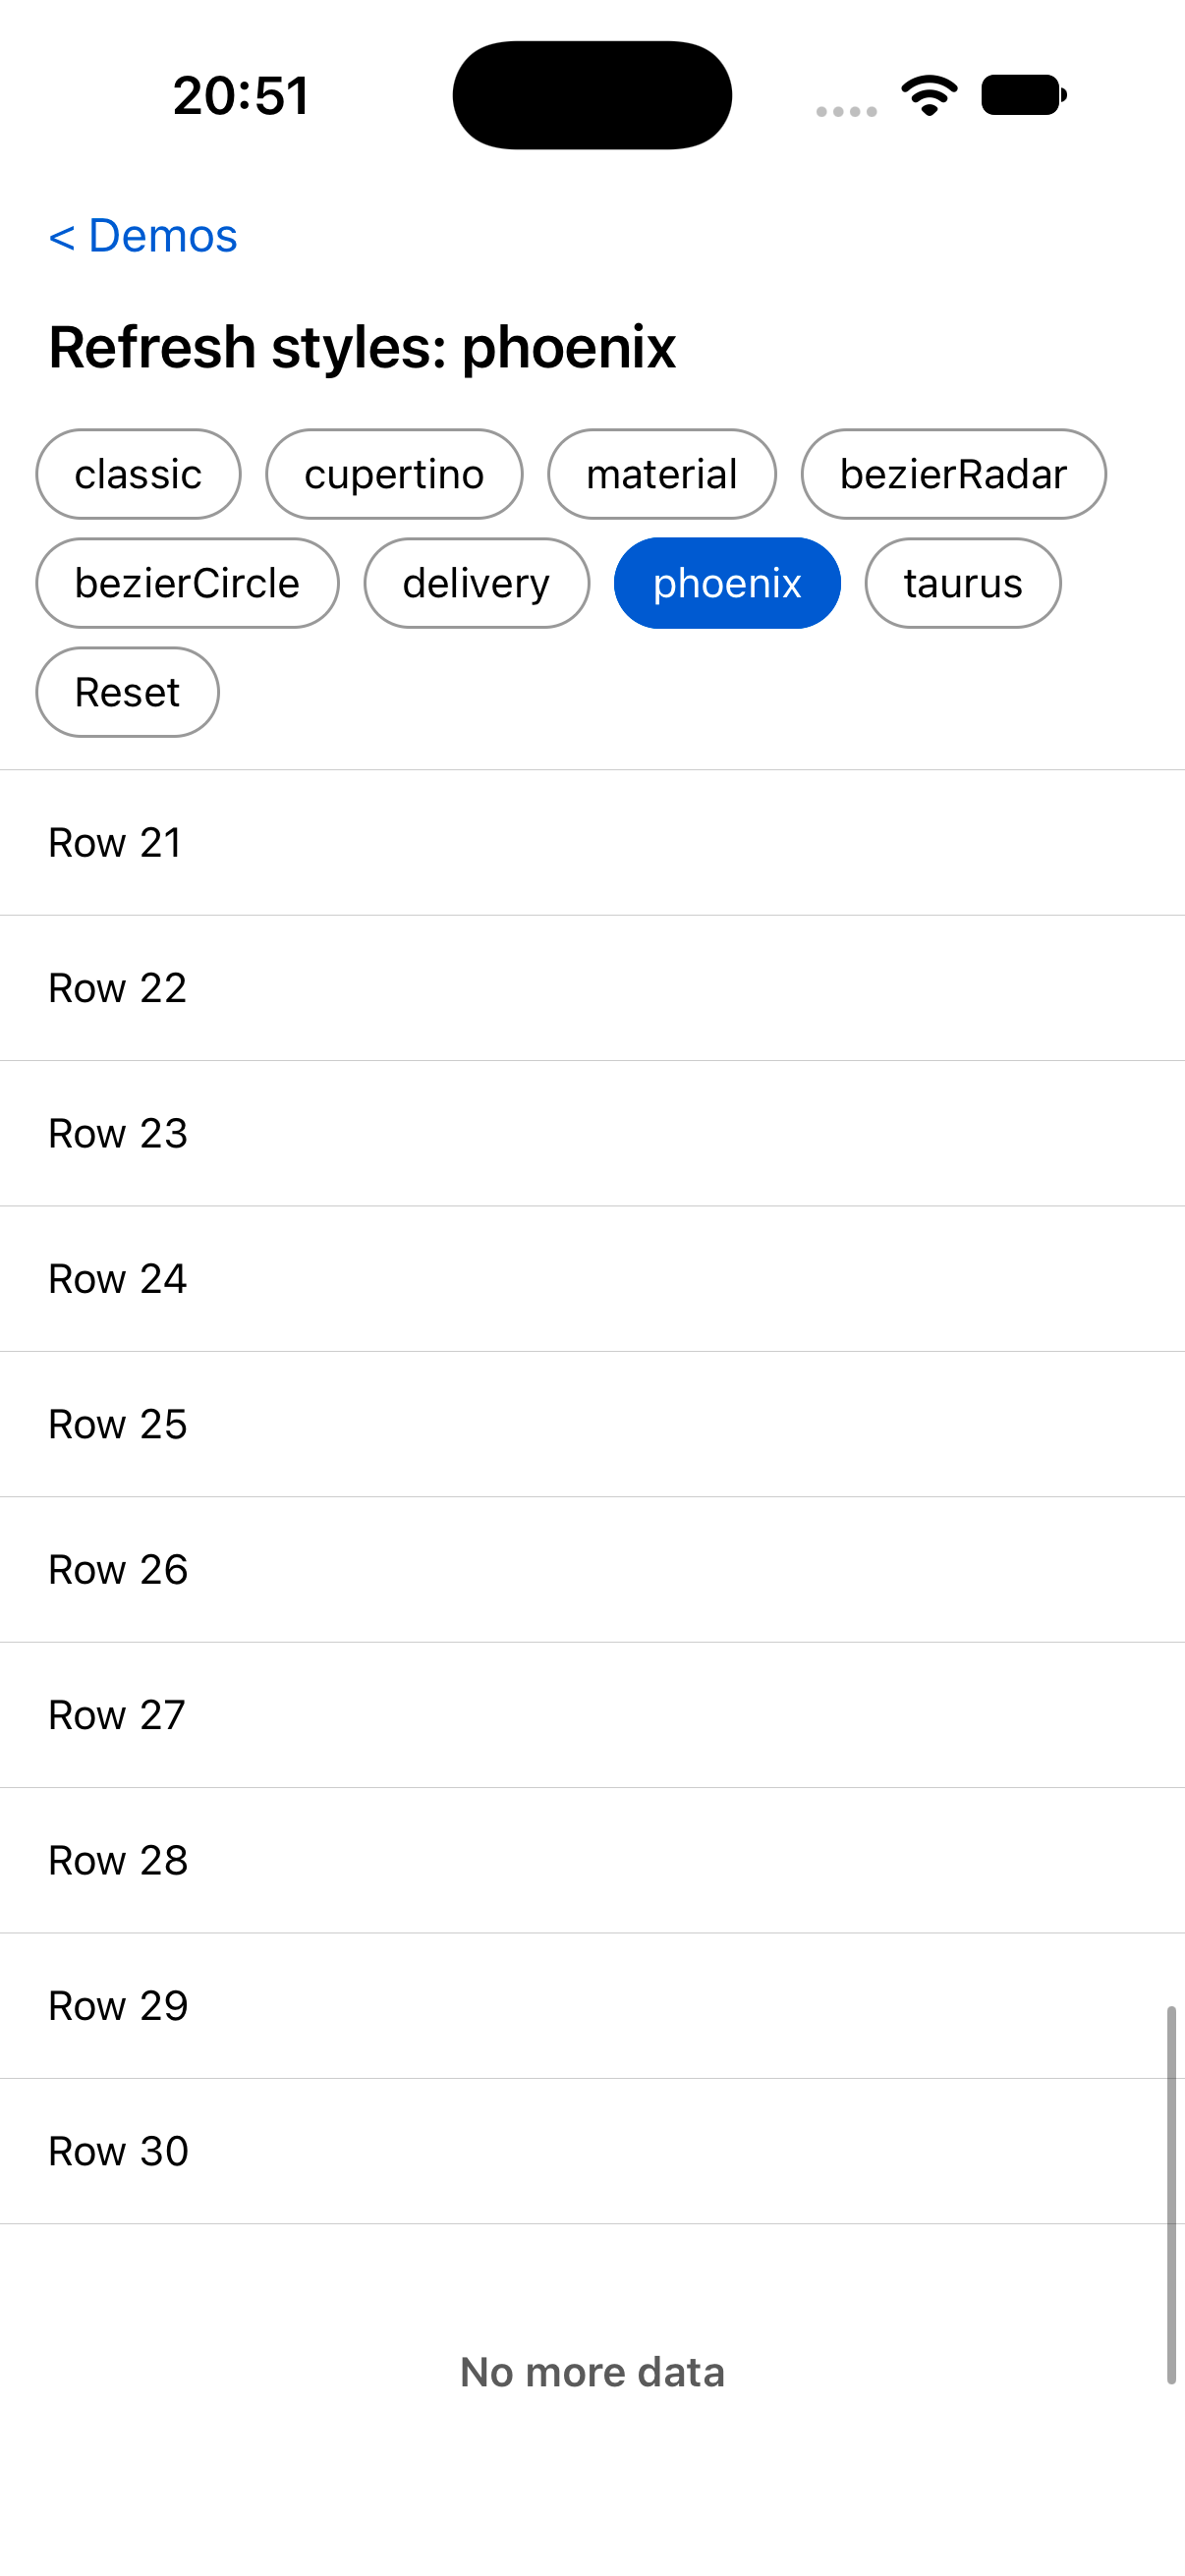 20:51
< Demos
Refresh styles: phoenix
classic cupertino material bezierRadar
bezierCircle delivery phoenix taurus
Reset
Row 21
Row 22
Row 23
Row 24
Row 25
Row 26
Row 27
Row 28
Row 29
Row 30
No more data